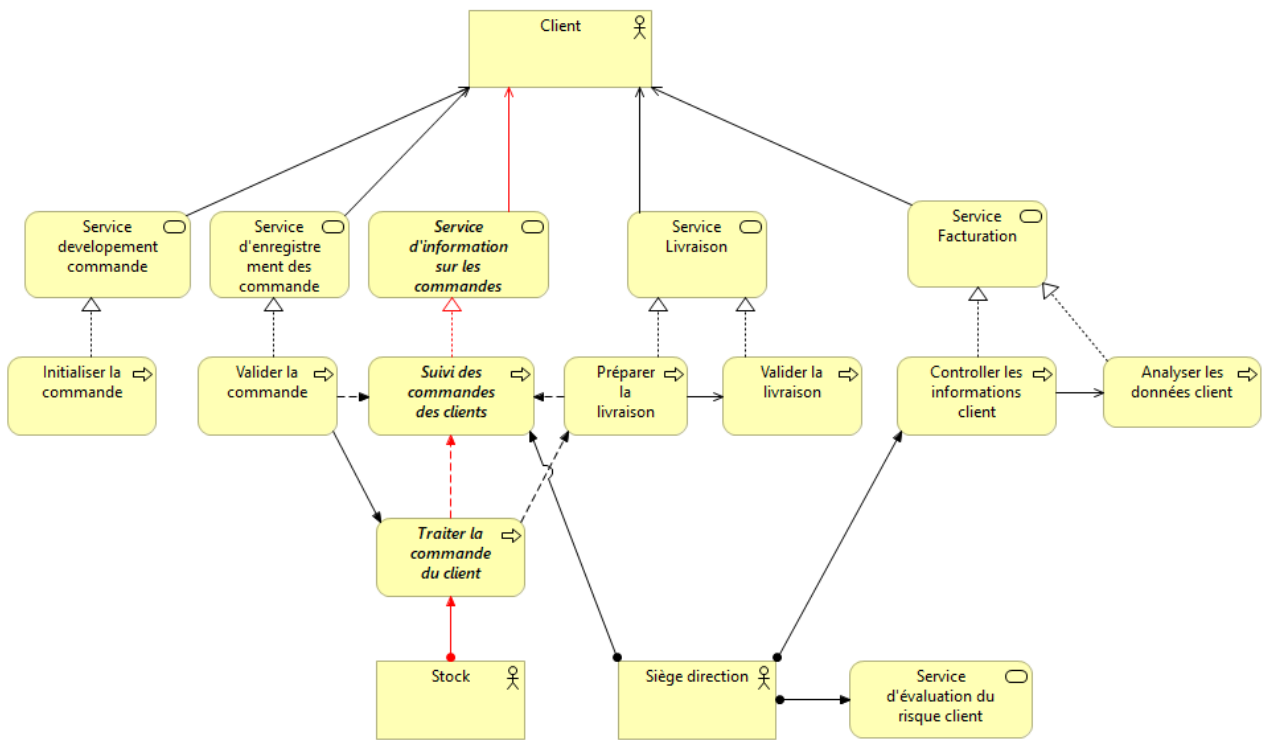 Client
Service
developement
commande
Service
d'enregistre
ment des
commande
Service
d'information
sur les
commandes
Service
Livraison
Service
Facturation
Initialiser la
commande
Valider la
commande
Suivi des
commandes
des clients
Préparer
la
livraison
Valider la
livraison
Controller les
informations
client
Analyser les
données client
Traiter la
commande
du client
Stock
Siège direction
Service
d'évaluation du
risque client